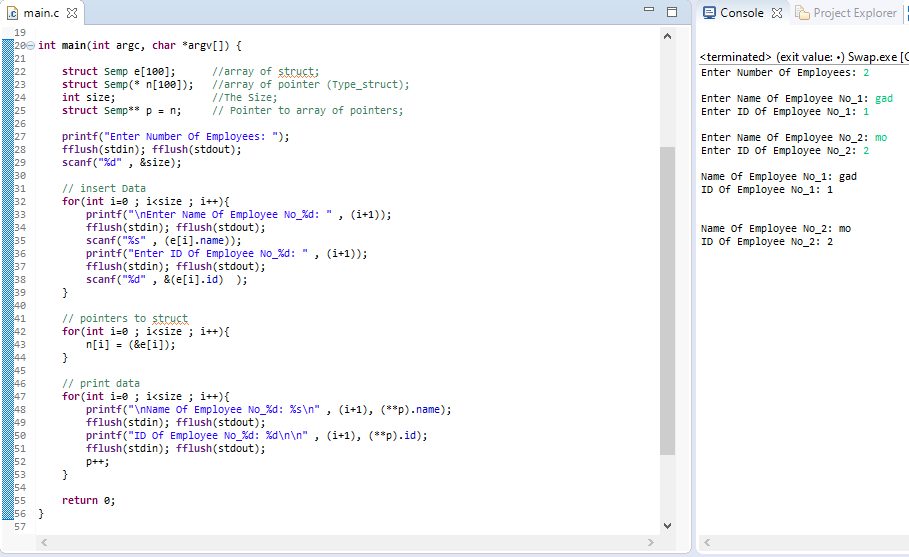 main.c
19
20 int main(int argc, char *argv[]) {
21
22 struct Semp e[100]; //array of struct;
23 struct Semp(* n[100]); //array of pointer (Type_struct);
24 int size; //The Size;
25 struct Semp** p = n; // Pointer to array of pointers;
26
27 printf("Enter Number Of Employees: ");
28 fflush(stdin); fflush(stdout);
29 scanf("%d" , &size);
30
31 // insert Data
32 for(int i=0 ; i<size ; i++){
33 printf("\nEnter Name Of Employee No_%d: " , (i+1));
34 fflush(stdin); fflush(stdout);
35 scanf("%s" , (e[i].name));
36 printf("Enter ID Of Employee No_%d: " , (i+1));
37 fflush(stdin); fflush(stdout);
38 scanf("%d" , &(e[i].id) );
39 }
40
41 // pointers to struct
42 for(int i=0 ; i<size ; i++){
43 n[i] = (&e[i]);
44 }
45
46 // print data
47 for(int i=0 ; i<size ; i++){
48 printf("\nName Of Employee No_%d: %s\n" , (i+1), (**p).name);
49 fflush(stdin); fflush(stdout);
50 printf("ID Of Employee No_%d: %d\n\n" , (i+1), (**p).id);
51 fflush(stdin); fflush(stdout);
52 p++;
53 }
54
55 return 0;
56 }
57
Console Project Explorer
<terminated> (exit value: •) Swap.exe [C
Enter Number Of Employees: 2
Enter Name Of Employee No_1: gad
Enter ID Of Employee No_1: 1
Enter Name Of Employee No_2: mo
Enter ID Of Employee No_2: 2
Name Of Employee No_1: gad
ID Of Employee No_1: 1
Name Of Employee No_2: mo
ID Of Employee No_2: 2